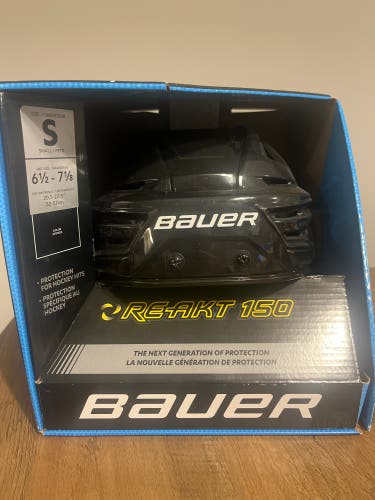 S
6½ - 7⅛
• PROTECTION
FOR HOCKEY HITS
• PROTECTION
SPÉCIFIQUE AU
HOCKEY
BAUER
RE-AKT 150
THE NEXT GENERATION OF PROTECTION
LA NOUVELLE GÉNÉRATION DE PROTECTION
BAUER